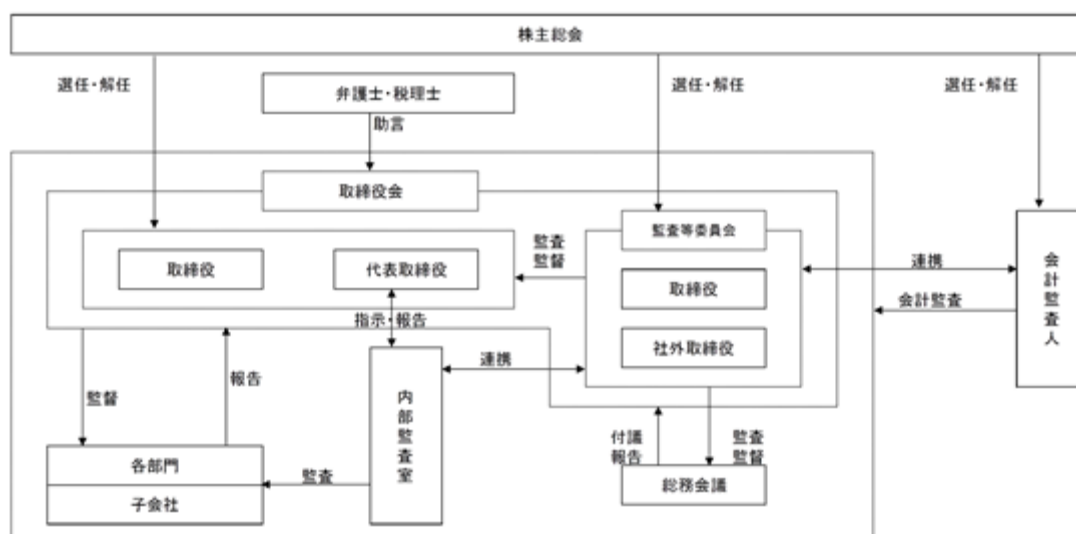 株主総会
選任・解任
選任・解任
選任・解任
弁護士・税理士
助言
取締役会
監査等委員会
取締役
代表取締役
監査
監督
取締役
社外取締役
連携
会計監査
会計監査人
指示・報告
監督
報告
連携
内部監査室
付議
報告
監査
監督
各部門
子会社
監査
総務会議